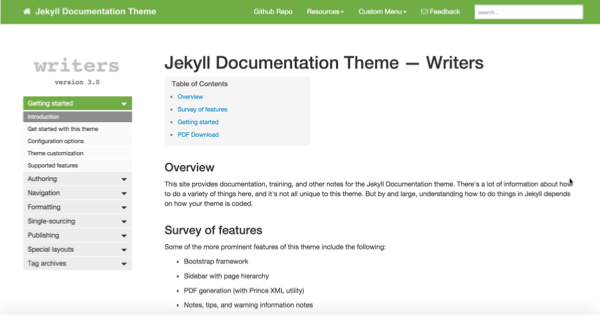 Jekyll Documentation Theme
Github Repo
Resources
Custom Menu
Feedback
search...
writers
version 3.0
Getting started
Introduction
Get started with this theme
Configuration options
Theme customization
Supported features
Authoring
Navigation
Formatting
Single-sourcing
Publishing
Special layouts
Tag archives
Jekyll Documentation Theme — Writers
Table of Contents
Overview
Survey of features
Getting started
PDF Download
Overview
This site provides documentation, training, and other notes for the Jekyll Documentation theme. There's a lot of information about how
to do a variety of things here, and it's not all unique to this theme. But by and large, understanding how to do things in Jekyll depends
on how your theme is coded.
Survey of features
Some of the more prominent features of this theme include the following:
Bootstrap framework
Sidebar with page hierarchy
PDF generation (with Prince XML utility)
Notes, tips, and warning information notes